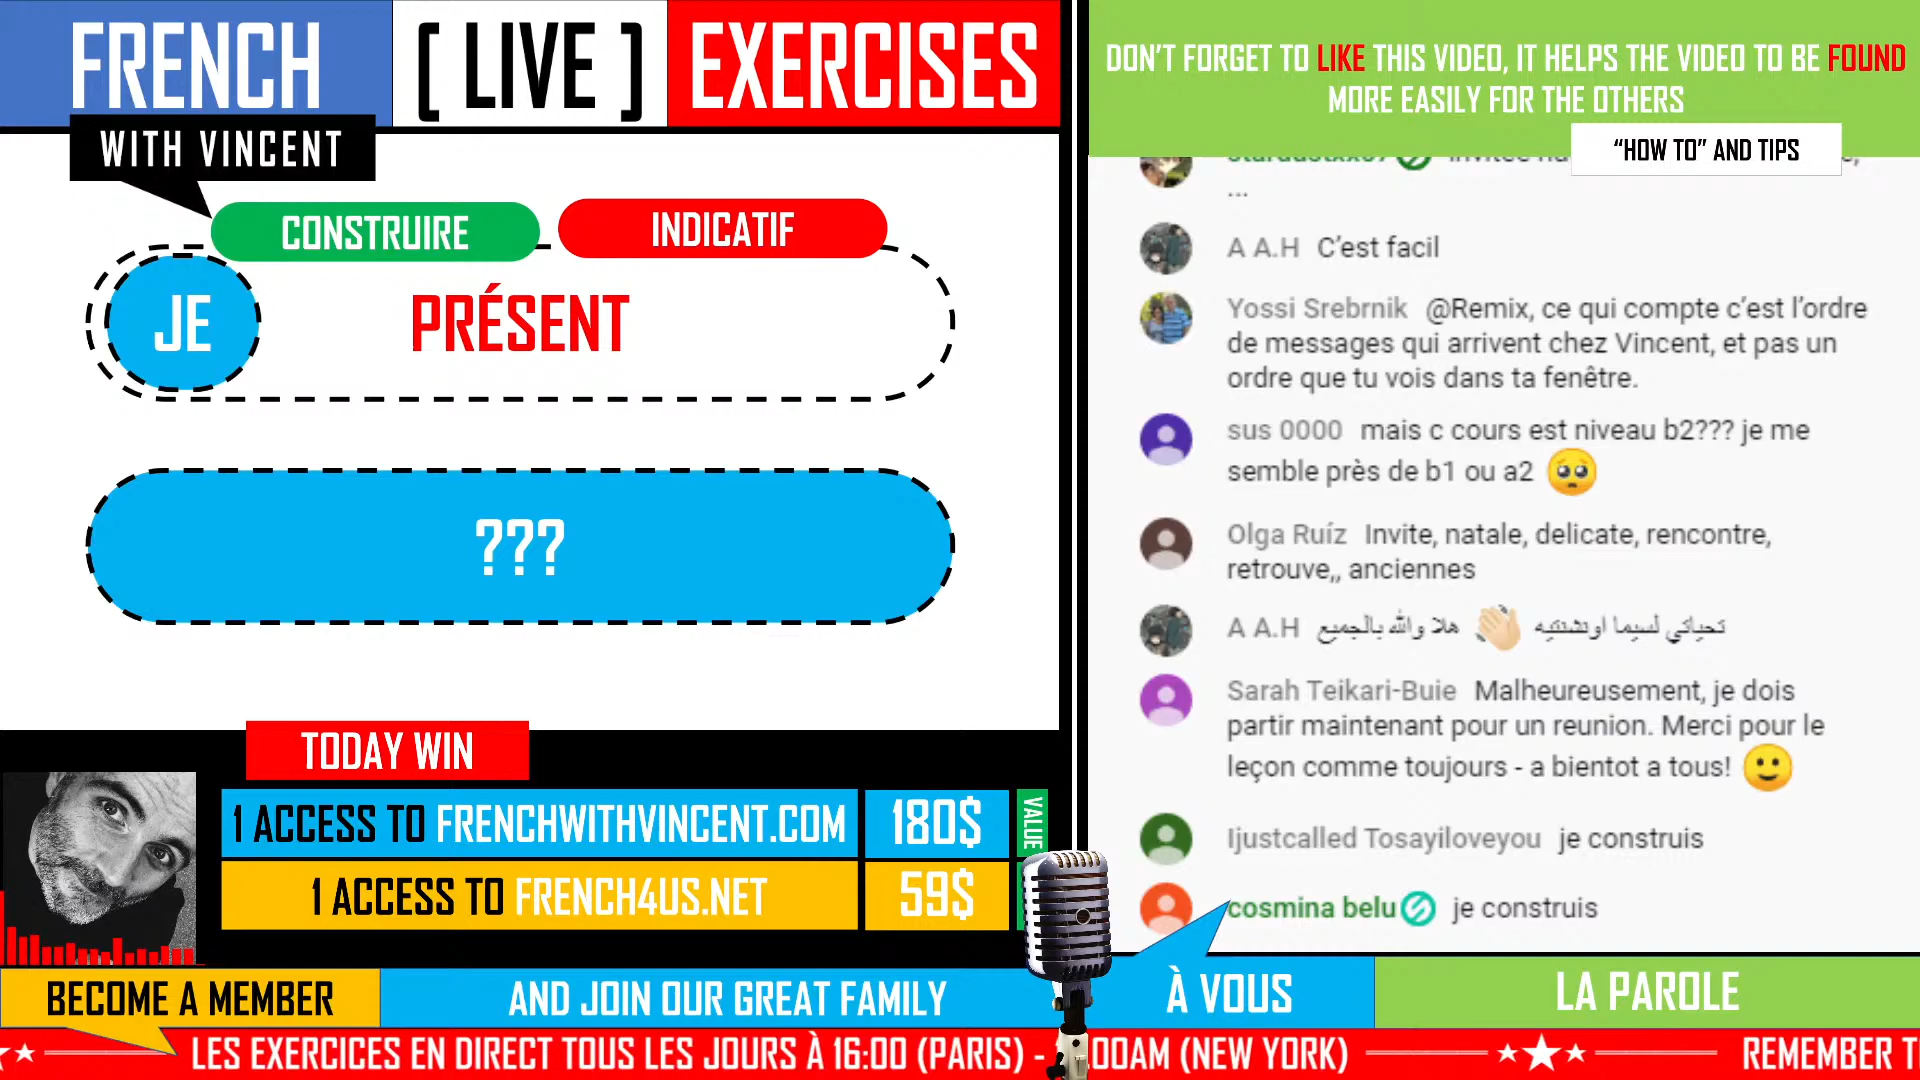 FRENCH [ LIVE ] EXERCISES
WITH VINCENT
CONSTRUIRE
INDICATIF
JE
PRÉSENT
???
TODAY WIN
1 ACCESS TO FRENCHWITHVINCENT.COM 180$
VALUE
1 ACCESS TO FRENCH4US.NET 59$
BECOME A MEMBER
AND JOIN OUR GREAT FAMILY
DON'T FORGET TO LIKE THIS VIDEO, IT HELPS THE VIDEO TO BE FOUND
MORE EASILY FOR THE OTHERS
"HOW TO" AND TIPS
...
A A.H C'est facil
Yossi Srebrnik @Remix, ce qui compte c'est l'ordre
de messages qui arrivent chez Vincent, et pas un
ordre que tu vois dans ta fenêtre.
sus 0000 mais c cours est niveau b2??? je me
semble près de b1 ou a2 🥺
Olga Ruíz Invite, natale, delicate, rencontre,
retrouve,, anciennes
A A.H تحياتي لسيما اونشنتيه 👋🏻 هلا والله بالجميع
Sarah Teikari-Buie Malheureusement, je dois
partir maintenant pour un reunion. Merci pour le
leçon comme toujours - a bientot a tous! 🙂
Ijustcalled Tosayiloveyou je construis
cosmina belu je construis
À VOUS
LA PAROLE
LES EXERCICES EN DIRECT TOUS LES JOURS À 16:00 (PARIS) - 00AM (NEW YORK)
REMEMBER